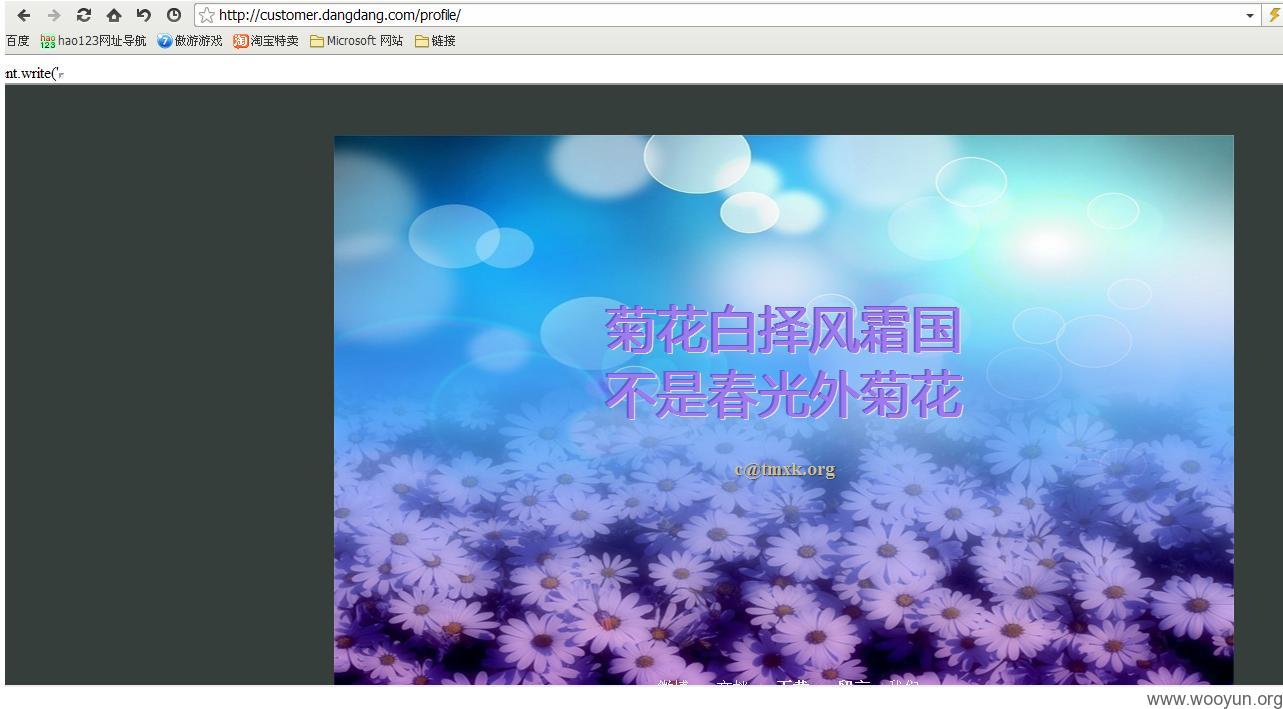 http://customer.dangdang.com/profile/
百度 hao123网址导航 傲游游戏 淘宝特卖 Microsoft 网站 链接
nt.write('
菊花白择风霜国
不是春光外菊花
c@tmxk.org
www.wooyun.org